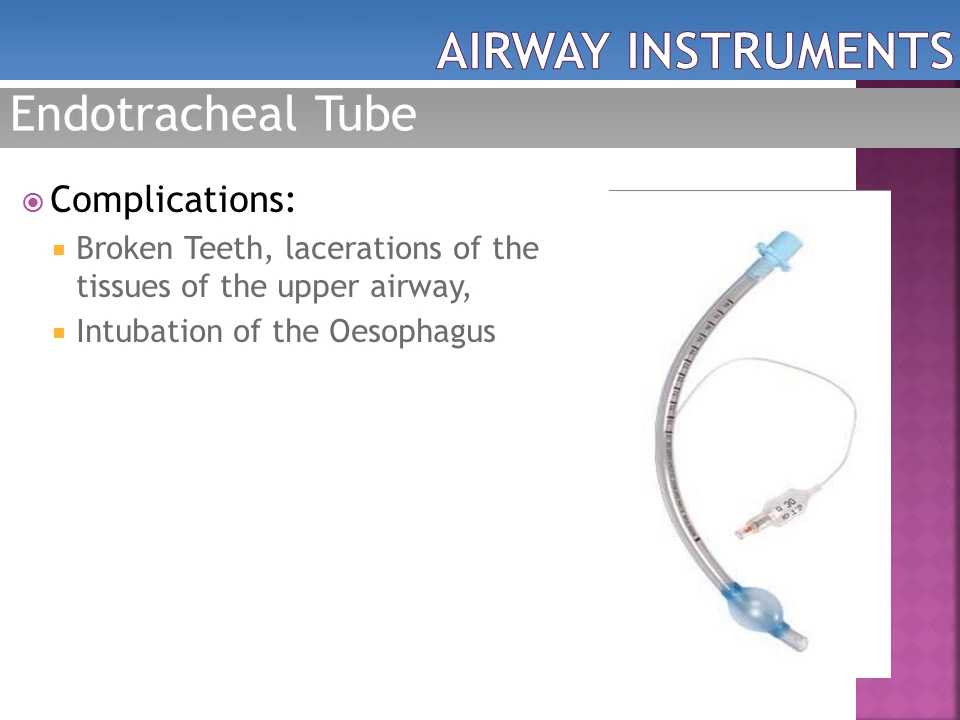 AIRWAY INSTRUMENTS
Endotracheal Tube
Complications:
Broken Teeth, lacerations of the
tissues of the upper airway,
Intubation of the Oesophagus
30